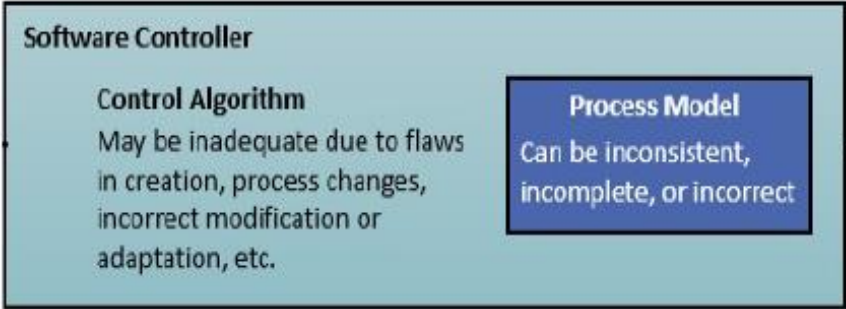 Software Controller
Control Algorithm
May be inadequate due to flaws
in creation, process changes,
incorrect modification or
adaptation, etc.
Process Model
Can be inconsistent,
incomplete, or incorrect